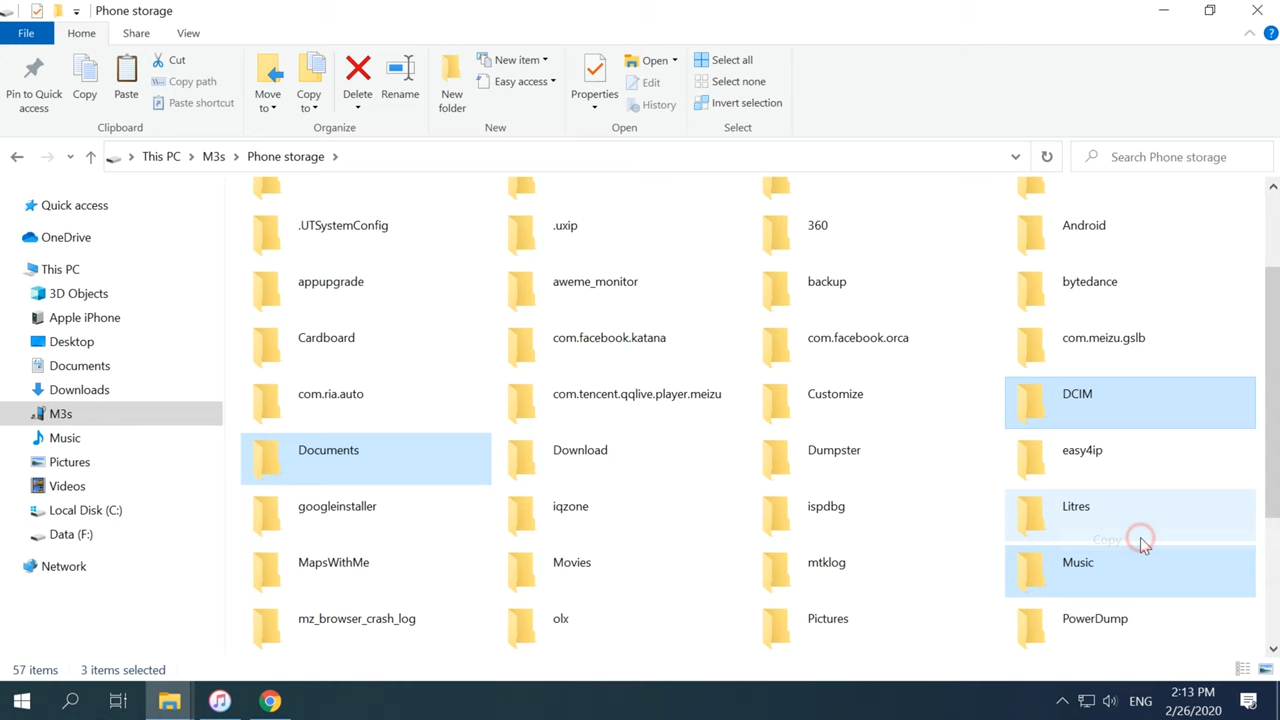 Phone storage
File Home Share View
Pin to Quick access
Copy
Paste
Cut
Copy path
Paste shortcut
Clipboard
Move to
Copy to
Delete
Rename
Organize
New folder
New item
Easy access
New
Properties
Open
Edit
History
Open
Select all
Select none
Invert selection
Select
This PC M3s Phone storage
Search Phone storage
Quick access
OneDrive
This PC
3D Objects
Apple iPhone
Desktop
Documents
Downloads
M3s
Music
Pictures
Videos
Local Disk (C:)
Data (F:)
Network
.UTSystemConfig .uxip 360 Android
appupgrade aweme_monitor backup bytedance
Cardboard com.facebook.katana com.facebook.orca com.meizu.gslb
com.ria.auto com.tencent.qqlive.player.meizu Customize DCIM
Documents Download Dumpster easy4ip
googleinstaller iqzone ispdbg Litres
Copy
MapsWithMe Movies mtklog Music
mz_browser_crash_log olx Pictures PowerDump
57 items 3 items selected
ENG
2:13 PM
2/26/2020